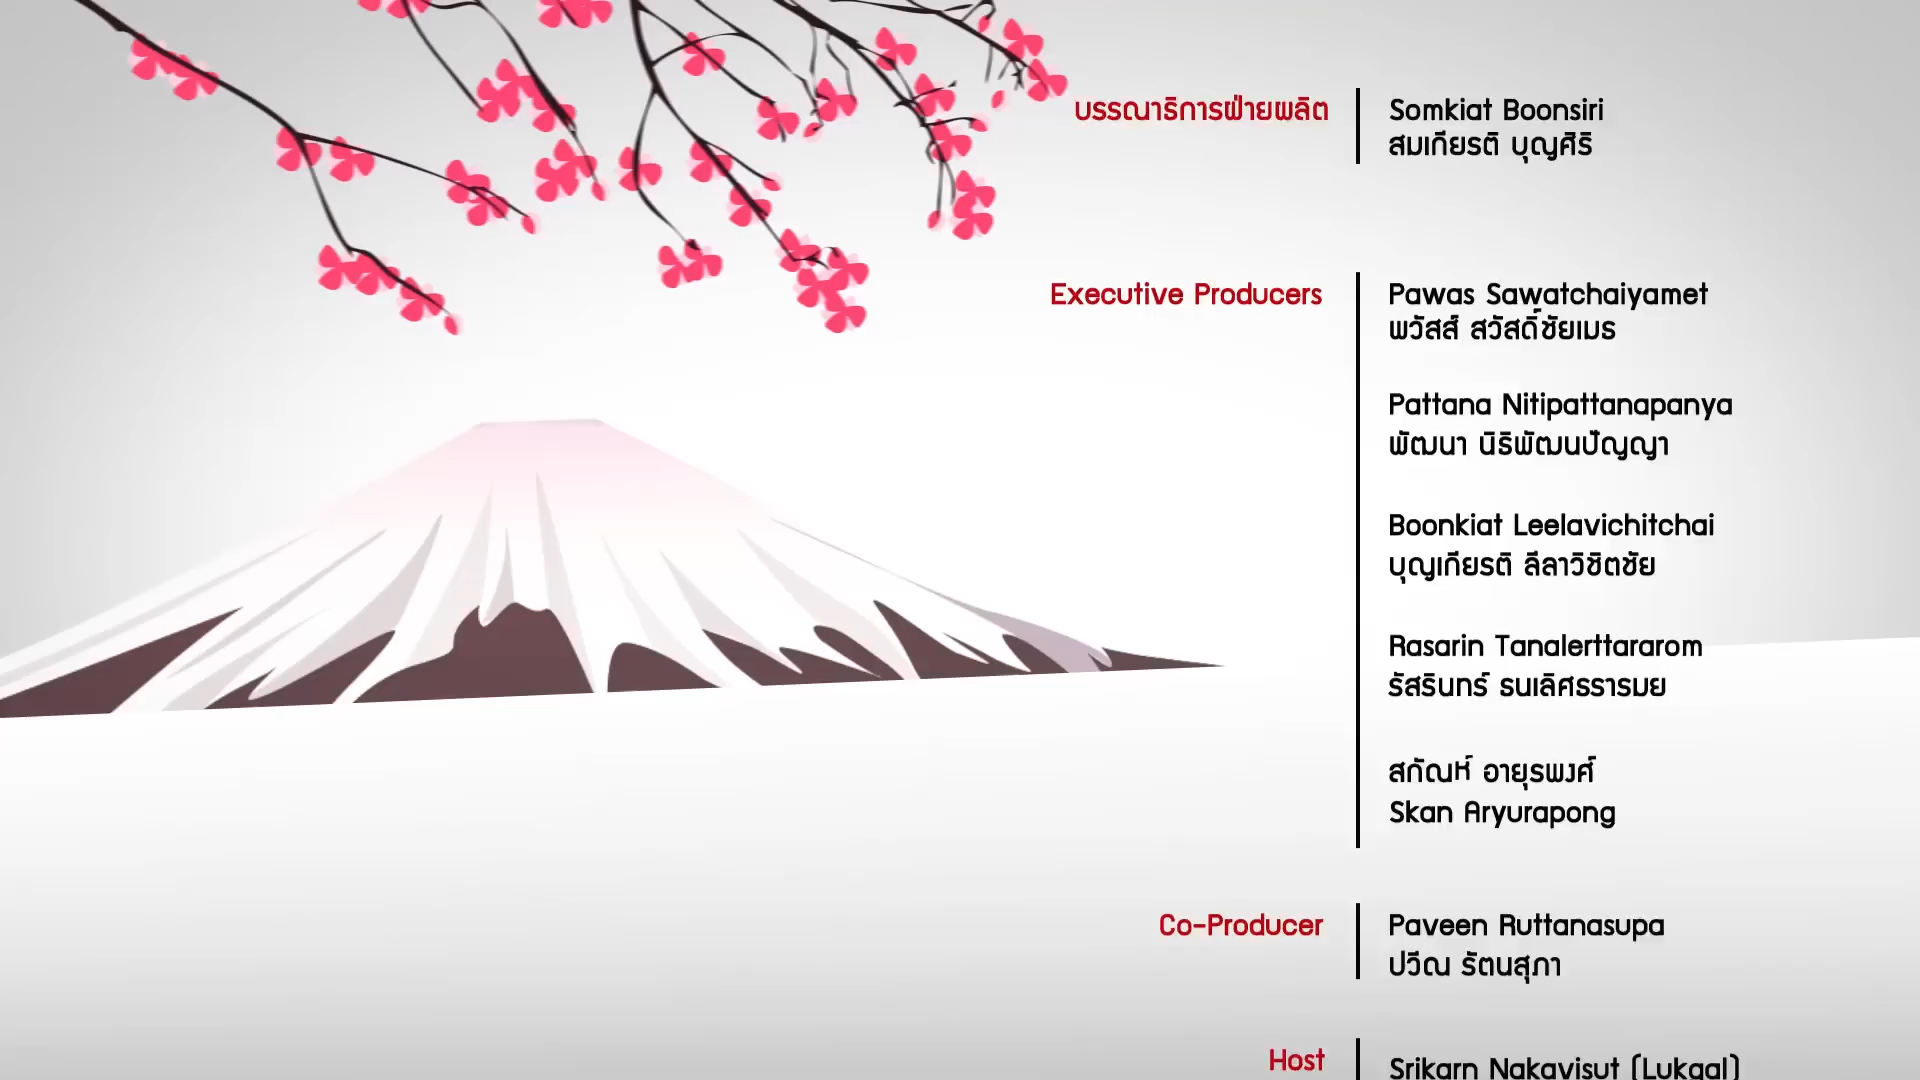 บรรณาธิการฝ่ายผลิต
Somkiat Boonsiri
สมเกียรติ บุญศิริ
Executive Producers
Pawas Sawatchaiyamet
พวัสส์ สวัสดิ์ชัยเมธ
Pattana Nitipattanapanya
พัฒนา นิธิพัฒนปัญญา
Boonkiat Leelavichitchai
บุญเกียรติ ลีลาวิชิตชัย
Rasarin Tanalerttararom
รัสรินทร์ ธนเลิศธรารมย
สกัณห์ อายุรพงศ์
Skan Aryurapong
Co-Producer
Paveen Ruttanasupa
ปวีณ รัตนสุภา
Host
Srikarn Nakavisut (Lukgal)